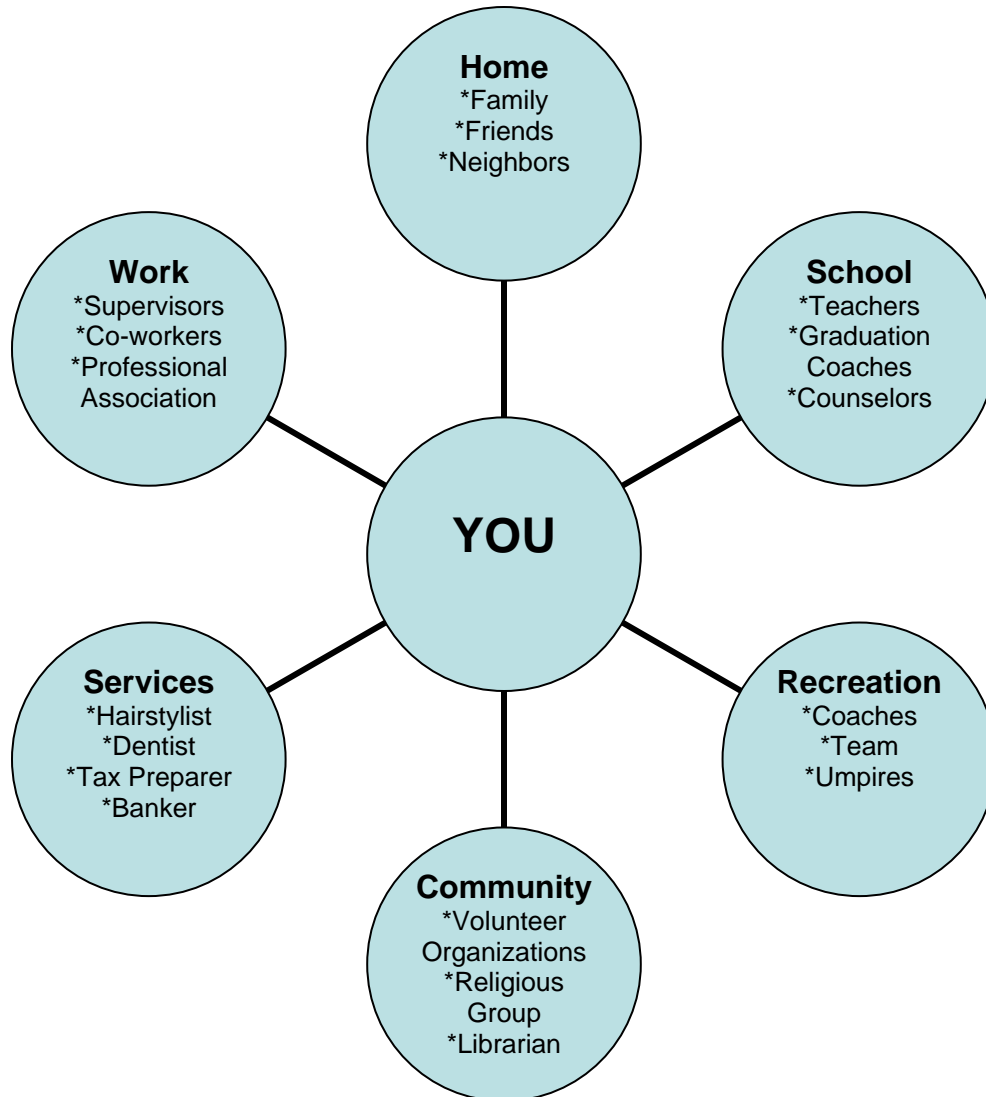 Home
*Family
*Friends
*Neighbors
Work
*Supervisors
*Co-workers
*Professional
Association
School
*Teachers
*Graduation
Coaches
*Counselors
YOU
Services
*Hairstylist
*Dentist
*Tax Preparer
*Banker
Recreation
*Coaches
*Team
*Umpires
Community
*Volunteer
Organizations
*Religious
Group
*Librarian